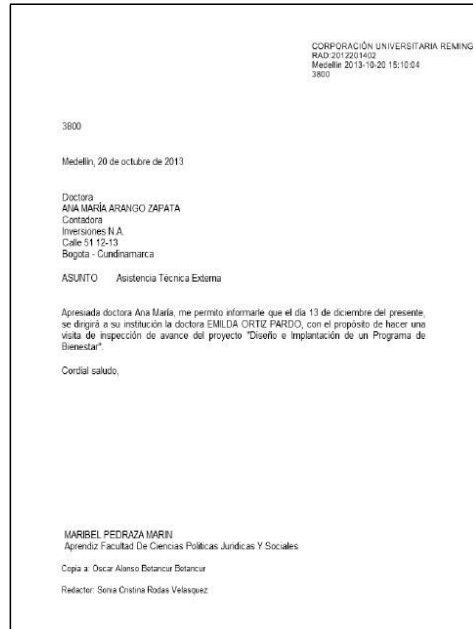 CORPORACIÓN UNIVERSITARIA REMING
RAD:2012201402
Medellin 2013-10-20 15:10:04
3800
3800
Medellín, 20 de octubre de 2013
Doctora
ANA MARÍA ARANGO ZAPATA
Contadora
Inversiones N.A.
Calle 51 12-13
Bogota - Cundinamarca
ASUNTO Asistencia Técnica Externa
Apresiada doctora Ana María, me permito informarle que el día 13 de diciembre del presente,
se dirigirá a su institución la doctora EMILDA ORTIZ PARDO, con el propósito de hacer una
visita de inspección de avance del proyecto "Diseño e Implantación de un Programa de
Bienestar".
Cordial saludo,
MARIBEL PEDRAZA MARIN
Aprendiz Facultad De Ciencias Politicas Juridicas Y Sociales
Copia a: Oscar Alonso Betancur Betancur
Redactor: Sonia Cristina Rodas Velasquez